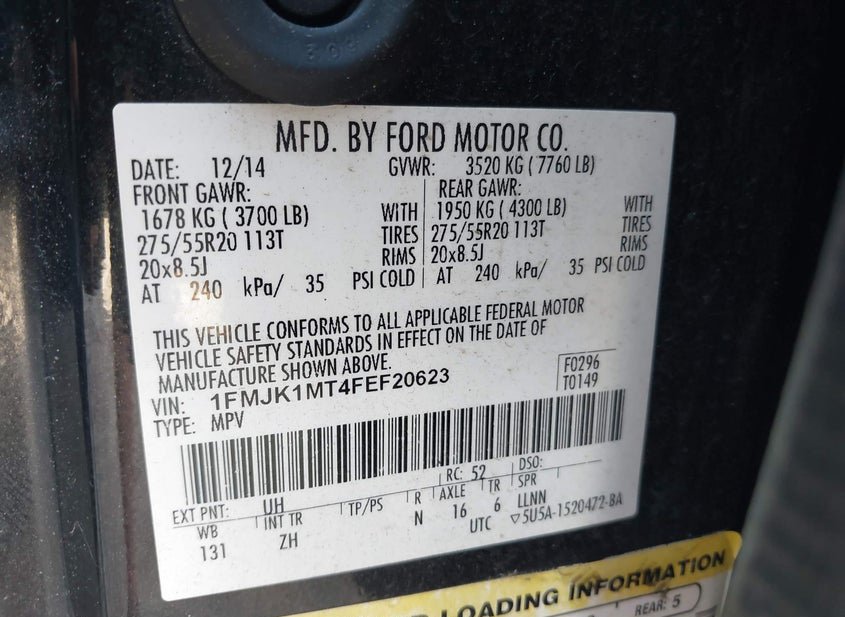 309
MFD. BY FORD MOTOR CO.
DATE: 12/14 GVWR: 3520 KG ( 7760 LB)
FRONT GAWR: REAR GAWR:
1678 KG ( 3700 LB) WITH 1950 KG ( 4300 LB) WITH
275/55R20 113T TIRES 275/55R20 113T TIRES
20x8.5J RIMS 20x8.5J RIMS
AT 240 kPa/ 35 PSI COLD AT 240 kPa/ 35 PSI COLD
THIS VEHICLE CONFORMS TO ALL APPLICABLE FEDERAL MOTOR
VEHICLE SAFETY STANDARDS IN EFFECT ON THE DATE OF
MANUFACTURE SHOWN ABOVE.
VIN: 1FMJK1MT4FEF20623 F0296
TYPE: MPV T0149
EXT PNT: UH RC: 52 DSO:
WB INT TR TP/PS R AXLE TR SPR
131 ZH N 16 6 LLNN
UTC ▽5U5A-1520472-BA
LOADING INFORMATION
REAR: 5